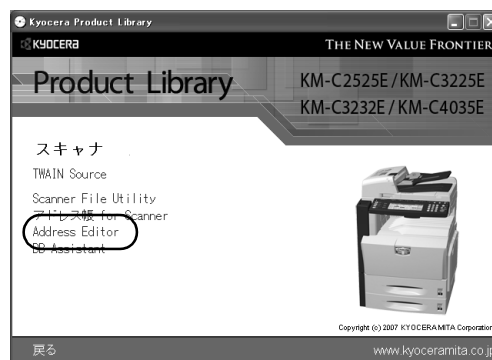 Kyocera Product Library
KYOCERA
THE NEW VALUE FRONTIER
Product Library
KM-C2525E / KM-C3225E
KM-C3232E / KM-C4035E
スキャナ
TWAIN Source
Scanner File Utility
アドレス帳 for Scanner
Address Editor
DB Assistant
Copyright (c) 2007 KYOCERA MITA Corporation
戻る
www.kyoceramita.co.jp